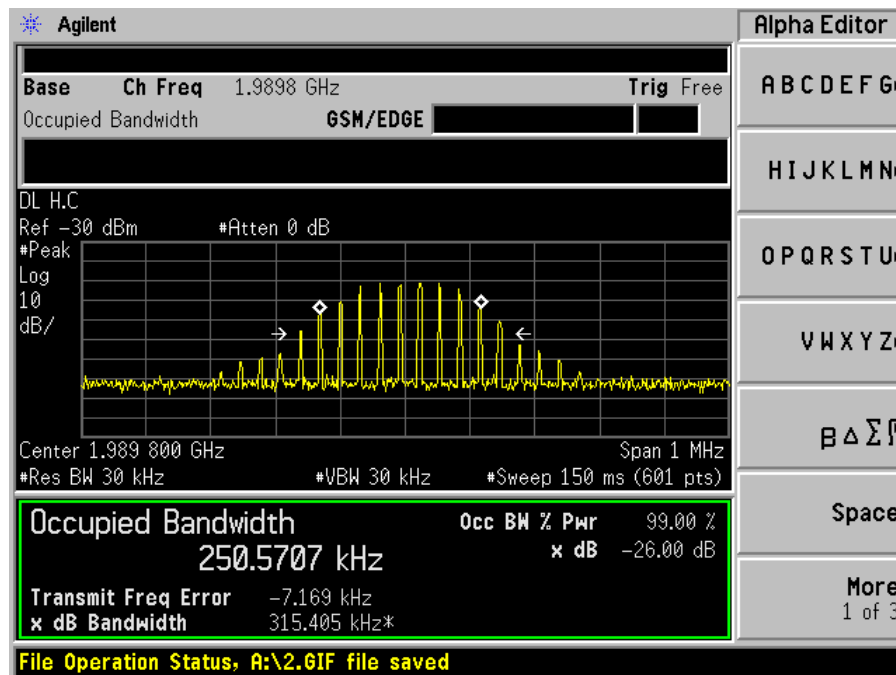 Agilent
Alpha Editor
Base Ch Freq 1.9898 GHz Trig Free
Occupied Bandwidth GSM/EDGE
DL H.C
Ref -30 dBm #Atten 0 dB
#Peak
Log
10
dB/
Center 1.989 800 GHz Span 1 MHz
#Res BW 30 kHz #VBW 30 kHz #Sweep 150 ms (601 pts)
Occupied Bandwidth
250.5707 kHz
Occ BW % Pwr 99.00 %
x dB -26.00 dB
Transmit Freq Error -7.169 kHz
x dB Bandwidth 315.405 kHz*
File Operation Status, A:\2.GIF file saved
A B C D E F G
H I J K L M N
O P Q R S T U
V W X Y Z
β Δ Σ
Space
More
1 of 3